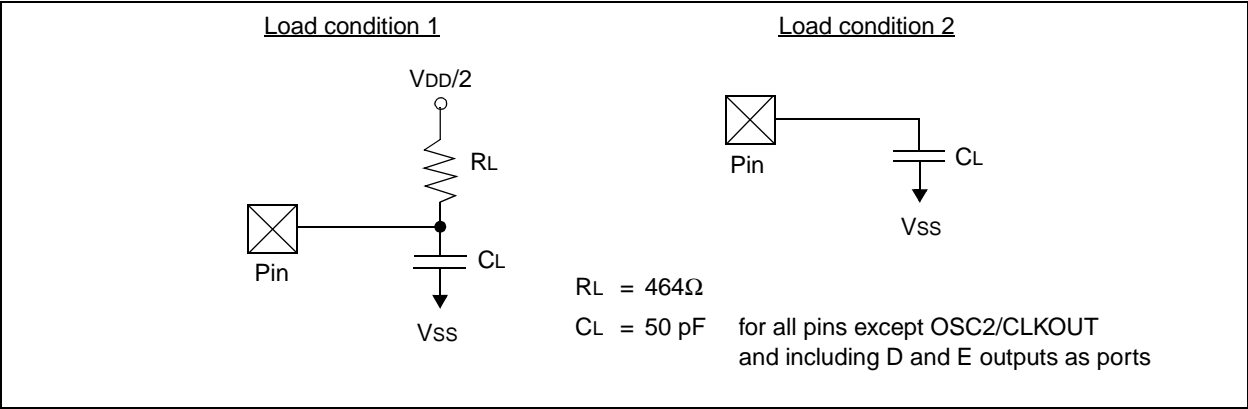 Load condition 1
Load condition 2
VDD/2
RL
CL
Pin
VSS
Pin
CL
VSS
RL = 464Ω
CL = 50 pF for all pins except OSC2/CLKOUT
and including D and E outputs as ports